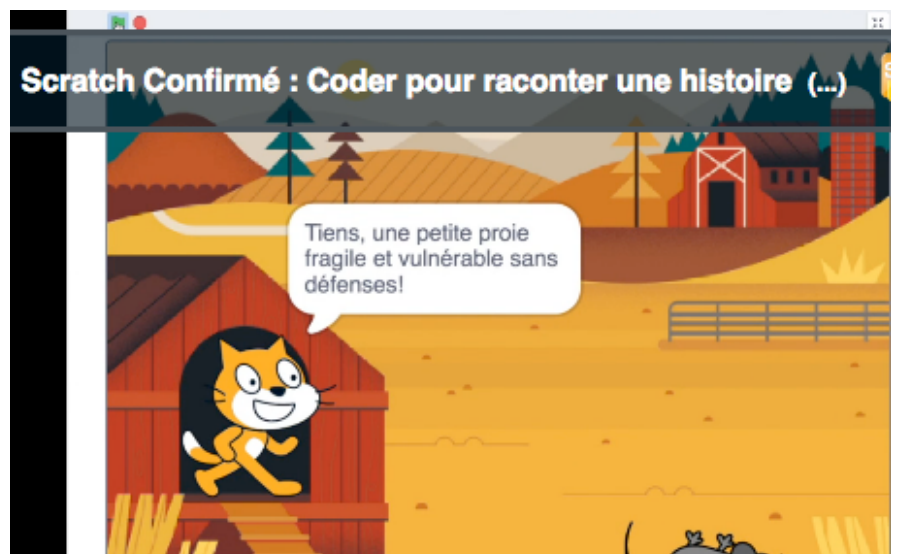 Scratch Confirmé : Coder pour raconter une histoire (...)
Tiens, une petite proie
fragile et vulnérable sans
défenses!